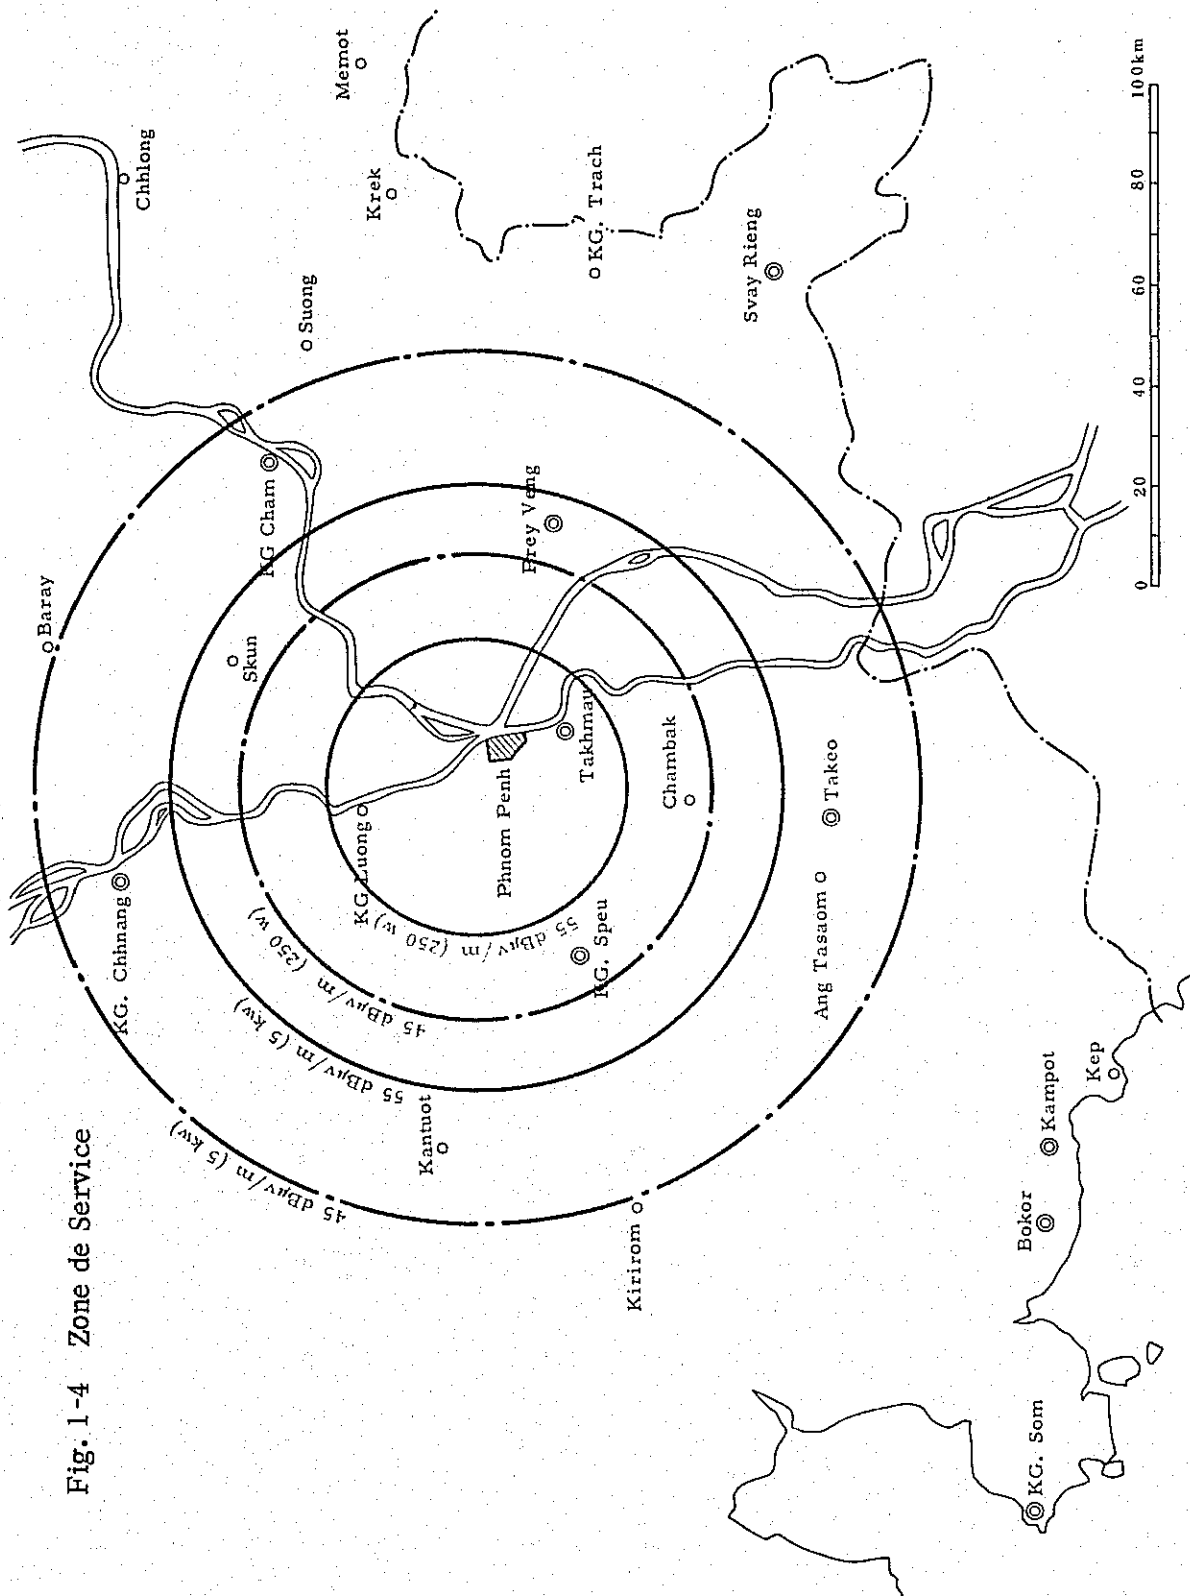 Fig. 1-4 Zone de Service
Baray
Chhlong
Memot
Krek
Suong
KG Cham
Skun
KG. Chhnang
KG. Trach
Svay Rieng
Prey Veng
KG Luong
Phnom Penh
Takhmau
Chambak
KG. Speu
Takeo
Ang Tasaom
Kantuot
Kirirom
Kep
Kampot
Bokor
KG. Som
55 dBμv/m (250 w)
45 dBμv/m (250 w)
55 dBμv/m (5 kw)
45 dBμv/m (5 kw)
0 20 40 60 80 100km